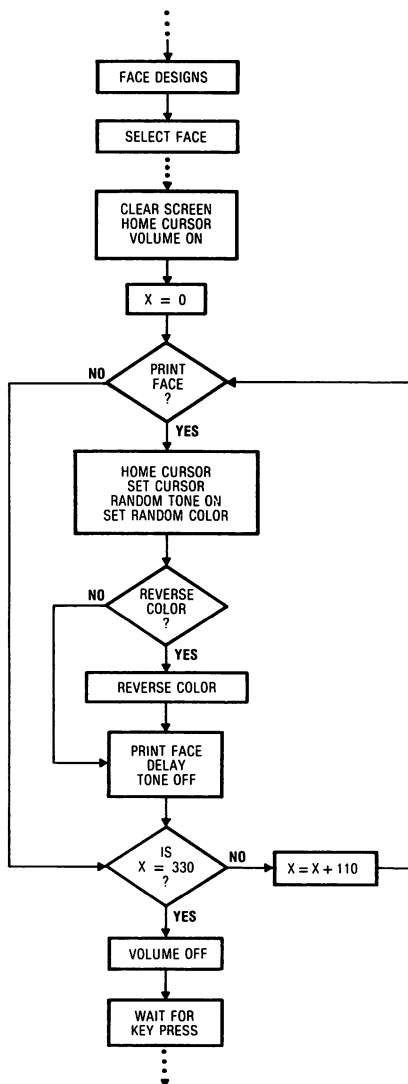 FACE DESIGNS
SELECT FACE
CLEAR SCREEN
HOME CURSOR
VOLUME ON
X = 0
PRINT
FACE
?
NO
YES
HOME CURSOR
SET CURSOR
RANDOM TONE ON
SET RANDOM COLOR
REVERSE
COLOR
?
NO
YES
REVERSE COLOR
PRINT FACE
DELAY
TONE OFF
IS
X = 330
?
NO
X = X + 110
YES
VOLUME OFF
WAIT FOR
KEY PRESS